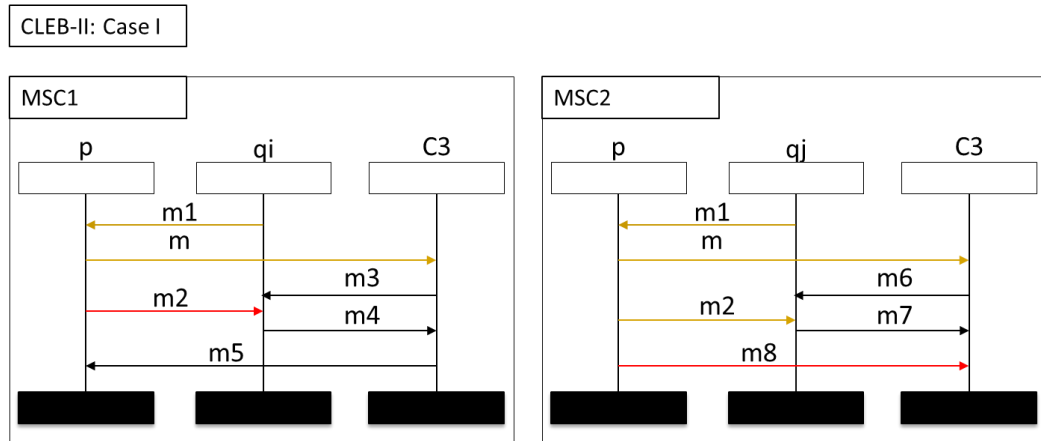 CLEB-II: Case I
MSC1
p qi C3
m1
m
m3
m2
m4
m5
MSC2
p qj C3
m1
m
m6
m2
m7
m8